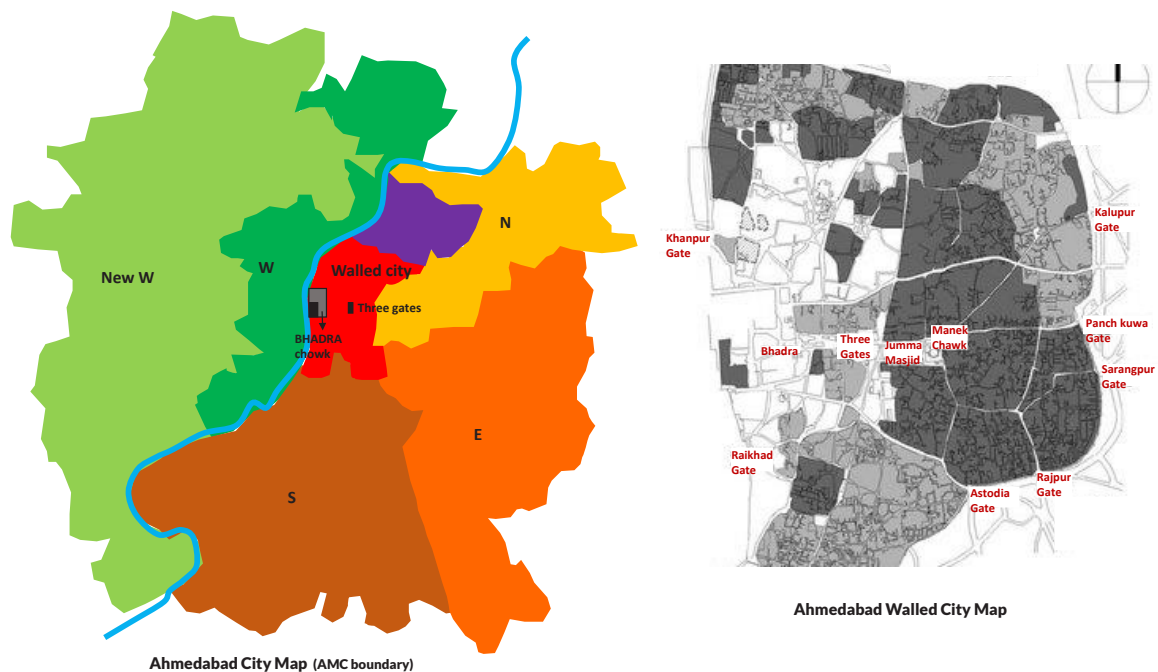 New W
W
N
Walled city
Three gates
BHADRA
chowk
E
S
Ahmedabad City Map (AMC boundary)
Khanpur
Gate
Kalupur
Gate
Bhadra
Three
Gates
Jumma
Masjid
Manek
Chawk
Panch kuwa
Gate
Sarangpur
Gate
Raikhad
Gate
Astodia
Gate
Rajpur
Gate
Ahmedabad Walled City Map